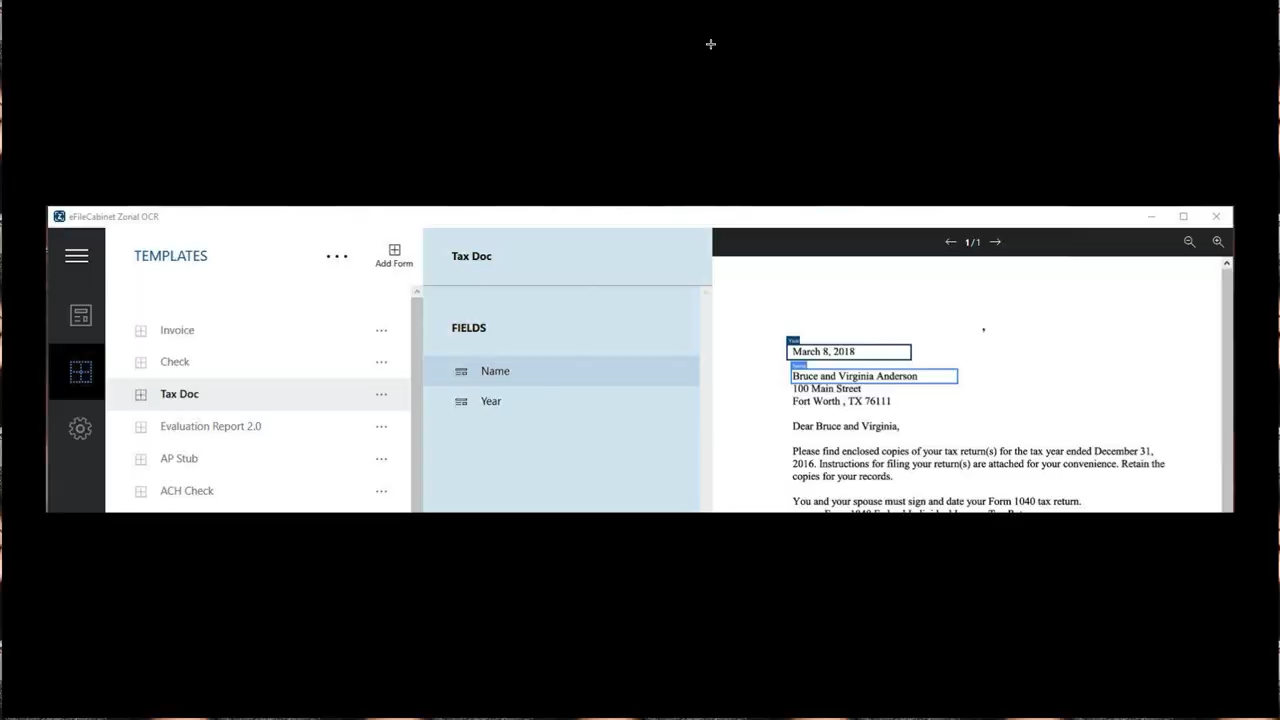 eFileCabinet Zonal OCR
TEMPLATES
Add Form
Invoice
Check
Tax Doc
Evaluation Report 2.0
AP Stub
ACH Check
Tax Doc
FIELDS
Name
Year
1/1
Year
March 8, 2018
Bruce and Virginia Anderson
100 Main Street
Fort Worth , TX 76111
Dear Bruce and Virginia,
Please find enclosed copies of your tax return(s) for the tax year ended December 31,
2016. Instructions for filing your return(s) are attached for your convenience. Retain the
copies for your records.
You and your spouse must sign and date your Form 1040 tax return.